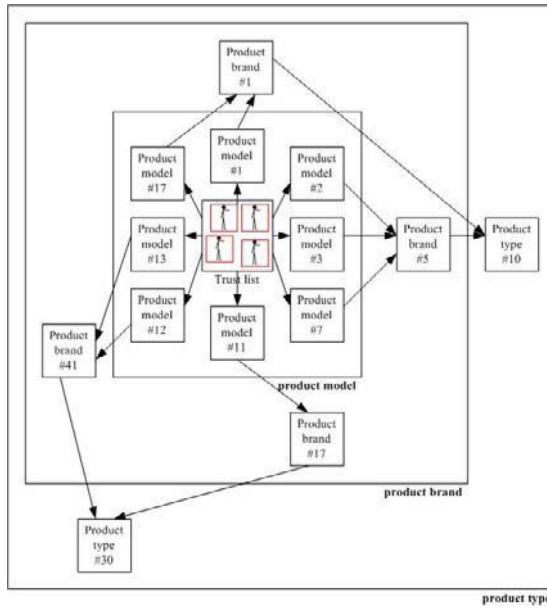 Product
brand
#1
Product
model
#17
Product
model
#1
Product
model
#2
Product
model
#13
Trust list
Product
model
#3
Product
brand
#5
Product
type
#10
Product
model
#12
Product
model
#11
Product
model
#7
Product
brand
#41
product model
Product
brand
#17
product brand
Product
type
#30
product type